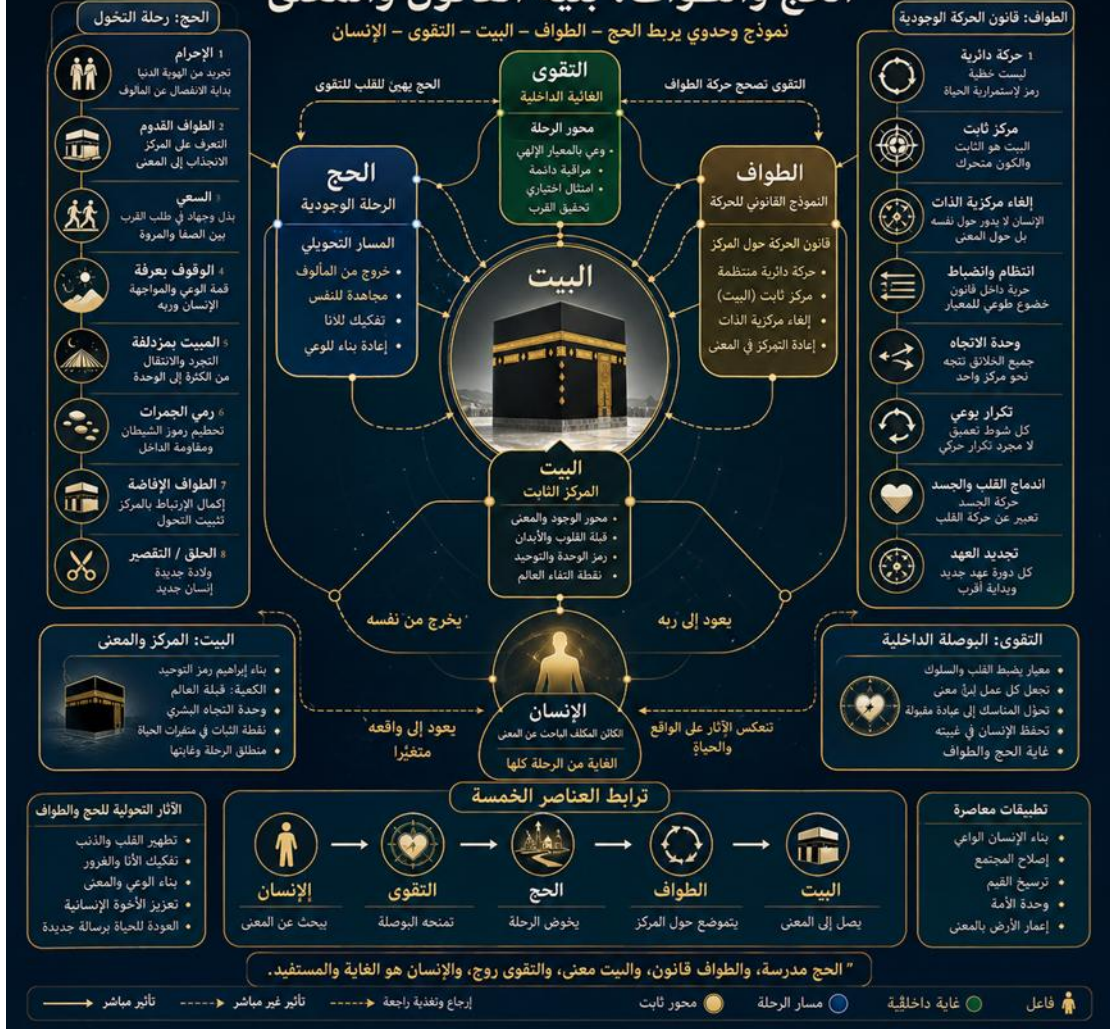 الحج والطواف: بنية القانون والمعنى
نموذج وحدوي يربط الحج – الطواف – البيت – التقوى – الإنسان
الطواف: قانون الحركة الوجودية
1 حركة دائرية
ليست خطية
رمز لإستمرارية الحياة
مركز ثابت
البيت هو الثابت
والكون متحرك
إلغاء مركزية الذات
الإنسان لا يدور حول نفسه
بل حول المعنى
انتظام وانضباط
حرية داخل قانون
خضوع طوعي للمعيار
وحدة الاتجاه
جميع الخلائق تتجه
نحو مركز واحد
تكرار بوعي
كل شوط تعميق
لا مجرد تكرار حركي
اندماج القلب والجسد
حركة الجسد
تعبير عن حركة القلب
تجديد العهد
كل دورة عهد جديد
وبداية أقرب
التقوى تصحح حركة الطواف
التقوى
الغائية الداخلية
محور الرحلة
• وعي بالمعيار الإلهي
• مراقبة دائمة
• امتثال اختياري
تحقيق القرب
الحج يهيئ للقلب للتقوى
الطواف
النموذج القانوني للحركة
قانون الحركة حول المركز
• حركة دائرية منتظمة
• مركز ثابت (البيت)
• إلغاء مركزية الذات
• إعادة التمركز في المعنى
البيت
الحج
الرحلة الوجودية
المسار التحويلي
• خروج من المألوف
• مجاهدة للنفس
• تفكيك للانا
• إعادة بناء للوعي
الحج: رحلة التخول
1 الإحرام
تجريد من الهوية الدنيا
بداية الانفصال عن المألوف
2 الطواف القدوم
التعرف على المركز
الانجذاب إلى المعنى
3 السعي
بذل وجهاد في طلب القرب
بين الصفا والمروة
4 الوقوف بعرفة
قمة الوعي والمواجهة
الإنسان وربه
5 المبيت بمزدلفة
التجرد والانتقال
من الكثرة إلى الوحدة
6 رمي الجمرات
تحطيم رموز الشيطان
ومقاومة الداخل
7 الطواف الإفاضة
إكمال الإرتباط بالمركز
تثبيت التحول
8 الحلق / التقصير
ولادة جديدة
إنسان جديد
البيت
المركز الثابت
• محور الوجود والمعنى
• قبلة القلوب والأبدان
• رمز الوحدة والتوحيد
• نقطة التفاء العالم
يعود إلى ربه
يخرج من نفسه
الإنسان
الكائن المكلف الباحث عن المعنى
الغاية من الرحلة كلها
تنعكس الآثار على الواقع
والحياة
يعود إلى واقعه
متغيّرا
التقوى: البوصلة الداخلية
• معيار يضبط القلب والسلوك
• تجعل كل عمل معنى
• تحوّل المناسك إلى عبادة مقبولة
• تحفظ الإنسان في غيبته
• غاية الحج والطواف
البيت: المركز والمعنى
• بناء إبراهيم رمز التوحيد
• الكعبة: قبلة العالم
• وحدة التجاه البشري
• نقطة الثبات في متغرات الحياة
• منطلق الرحلة وغايتها
تطبيقات معاصرة
• بناء الإنسان الواعي
• إصلاح المجتمع
• ترسيخ القيم
• وحدة الأمة
• إعمار الأرض بالمعنى
ترابط العناصر الخمسة
الإنسان
يبحث عن المعنى
التقوى
تمنحه البوصلة
الحج
يخوض الرحلة
الطواف
يتموضع حول المركز
البيت
يصل إلى المعنى
الآثار التحولية للحج والطواف
• تطهير القلب والذنب
• تفكيك الأنا والغرور
• بناء الوعي والمعنى
• تعزيز الأخوة الإنسانية
• العودة للحياة برسالة جديدة
" الحج مدرسة، والطواف قانون، والبيت معنى، والتقوى روح، والإنسان هو الغاية والمستفيد.
فاعل
غاية داخلقية
مسار الرحلة
محور ثابت
إرجاع وتغذية راجعة
تأثير غير مباشر
تأثير مباشر